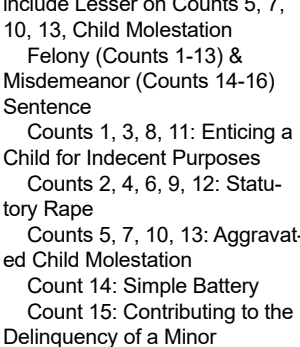 include Lesser on Counts 5, 7,
10, 13, Child Molestation
Felony (Counts 1-13) &
Misdemeanor (Counts 14-16)
Sentence
Counts 1, 3, 8, 11: Enticing a
Child for Indecent Purposes
Counts 2, 4, 6, 9, 12: Statu-
tory Rape
Counts 5, 7, 10, 13: Aggravat-
ed Child Molestation
Count 14: Simple Battery
Count 15: Contributing to the
Delinquency of a Minor